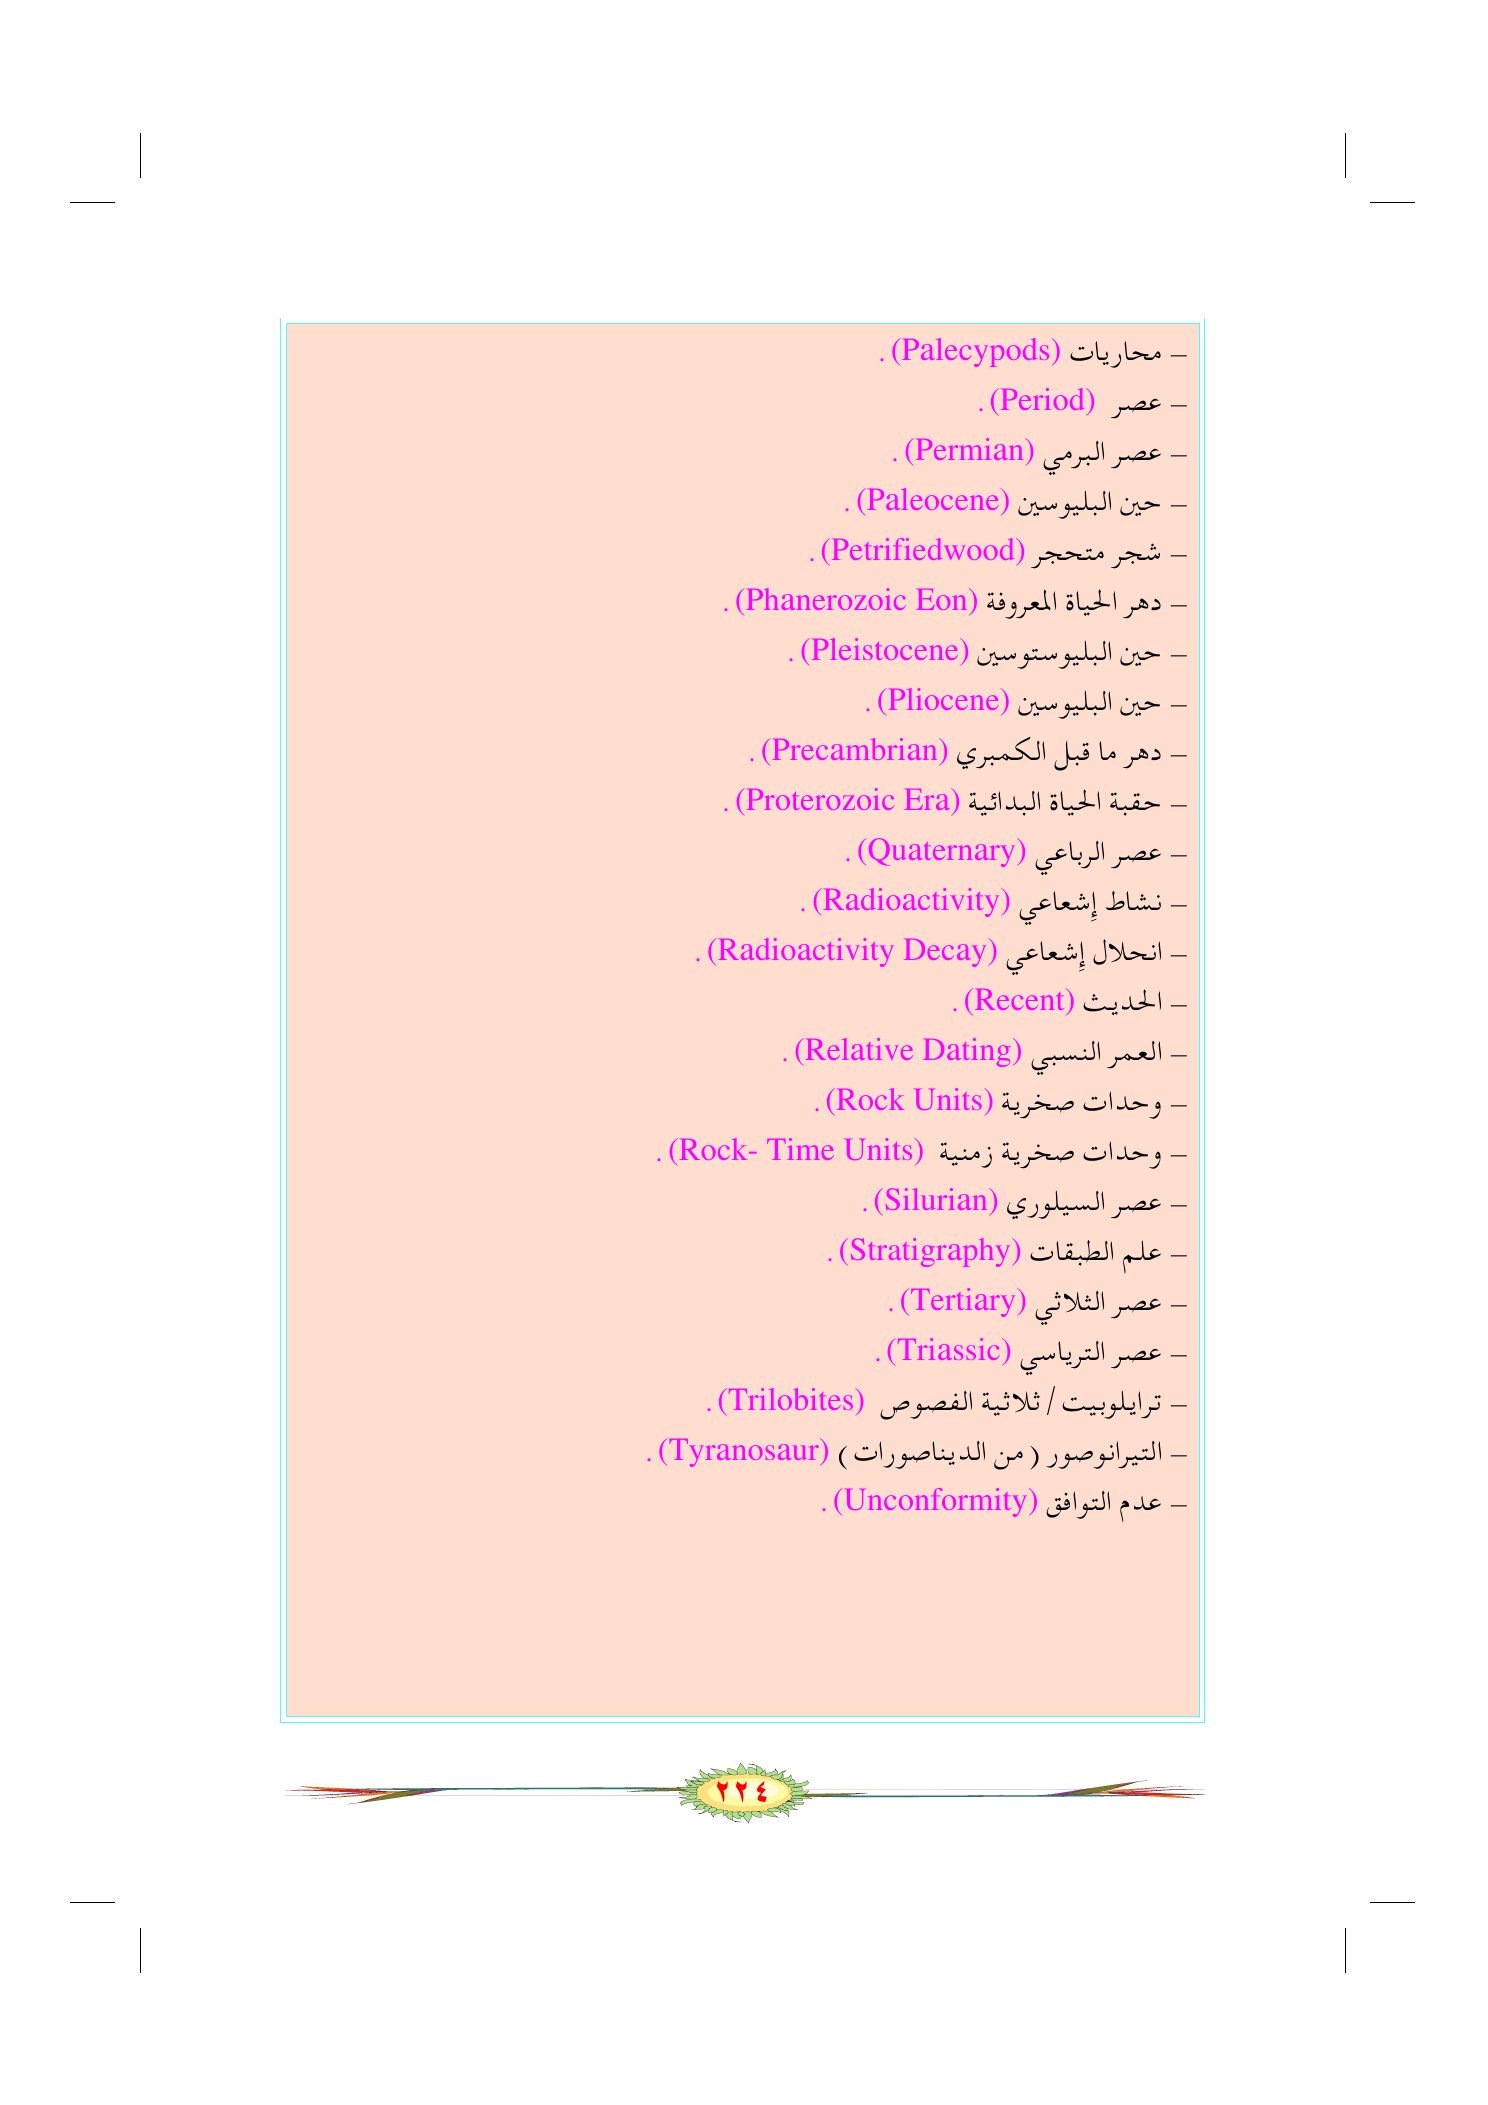 – محاريات (Palecypods) .
– عصر (Period) .
– عصر البرمي (Permian) .
– حين البليوسين (Paleocene) .
– شجر متحجر (Petrifiedwood) .
– دهر الحياة المعروفة (Phanerozoic Eon) .
– حين البليوستوسين (Pleistocene) .
– حين البليوسين (Pliocene) .
– دهر ما قبل الكمبري (Precambrian) .
– حقبة الحياة البدائية (Proterozoic Era) .
– عصر الرباعي (Quaternary) .
– نشاط إشعاعي (Radioactivity) .
– انحلال إشعاعي (Radioactivity Decay) .
– الحديث (Recent) .
– العمر النسبي (Relative Dating) .
– وحدات صخرية (Rock Units) .
– وحدات صخرية زمنية (Rock- Time Units) .
– عصر السيلوري (Silurian) .
– علم الطبقات (Stratigraphy) .
– عصر الثلاثي (Tertiary) .
– عصر الترياسي (Triassic) .
– ترايلوبيت / ثلاثية الفصوص (Trilobites) .
– التيرانوصور ( من الديناصورات ) (Tyranosaur) .
– عدم التوافق (Unconformity) .
٢٢٤